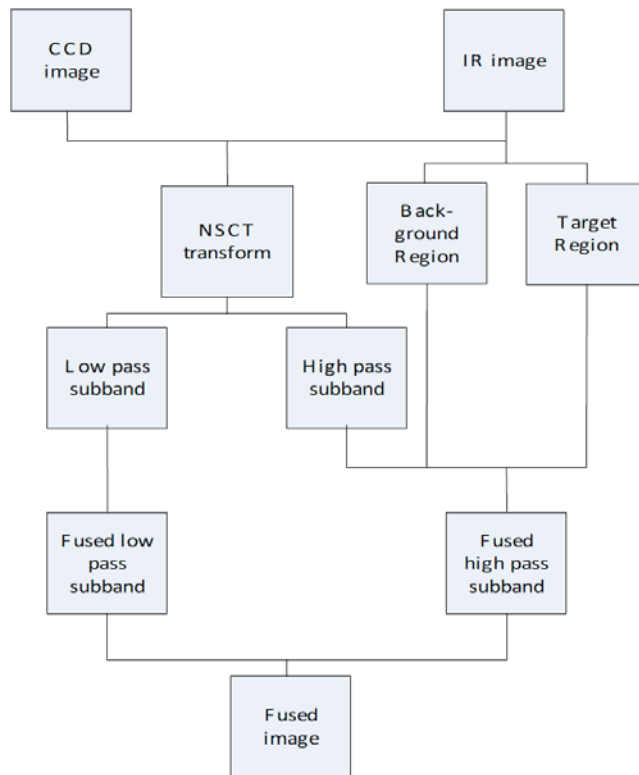 CCD
image
IR image
NSCT
transform
Back-
ground
Region
Target
Region
Low pass
subband
High pass
subband
Fused low
pass
subband
Fused
high pass
subband
Fused
image